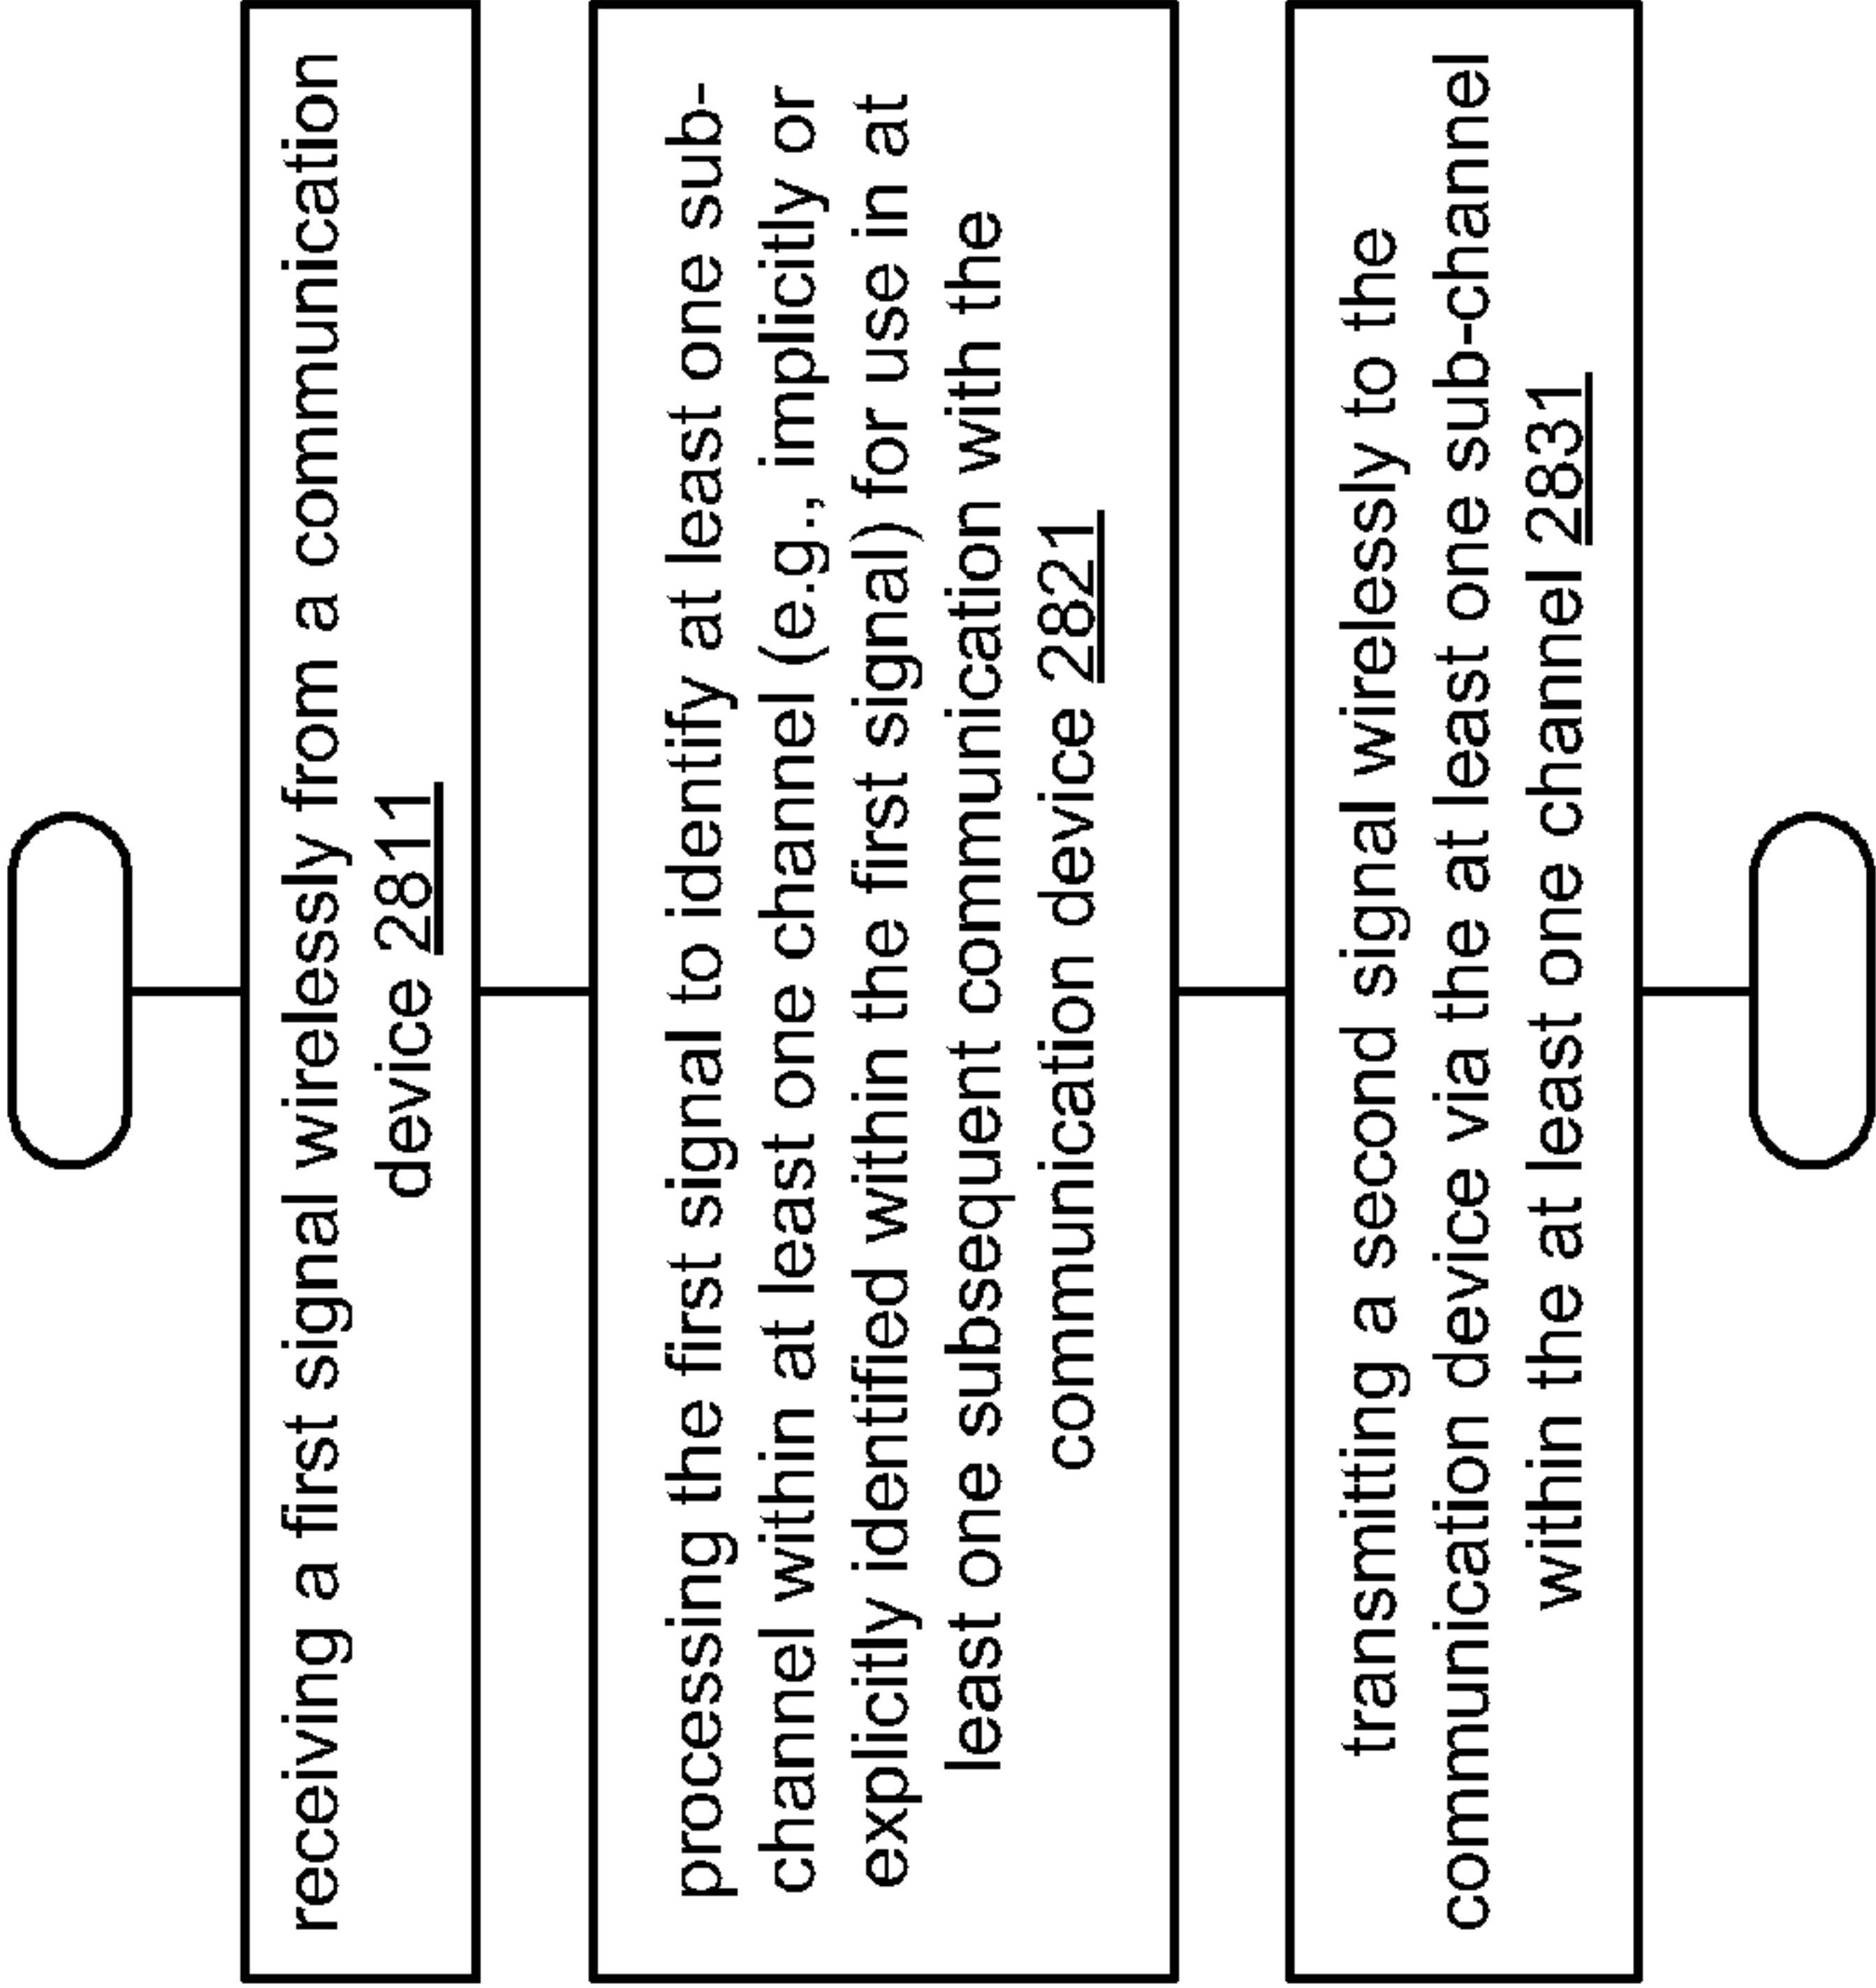 receiving a first signal wirelessly from a communication
device 2811
processing the first signal to identify at least one sub-
channel within at least one channel (e.g., implicitly or
explicitly identified within the first signal) for use in at
least one subsequent communication with the
communication device 2821
transmitting a second signal wirelessly to the
communication device via the at least one sub-channel
within the at least one channel 2831